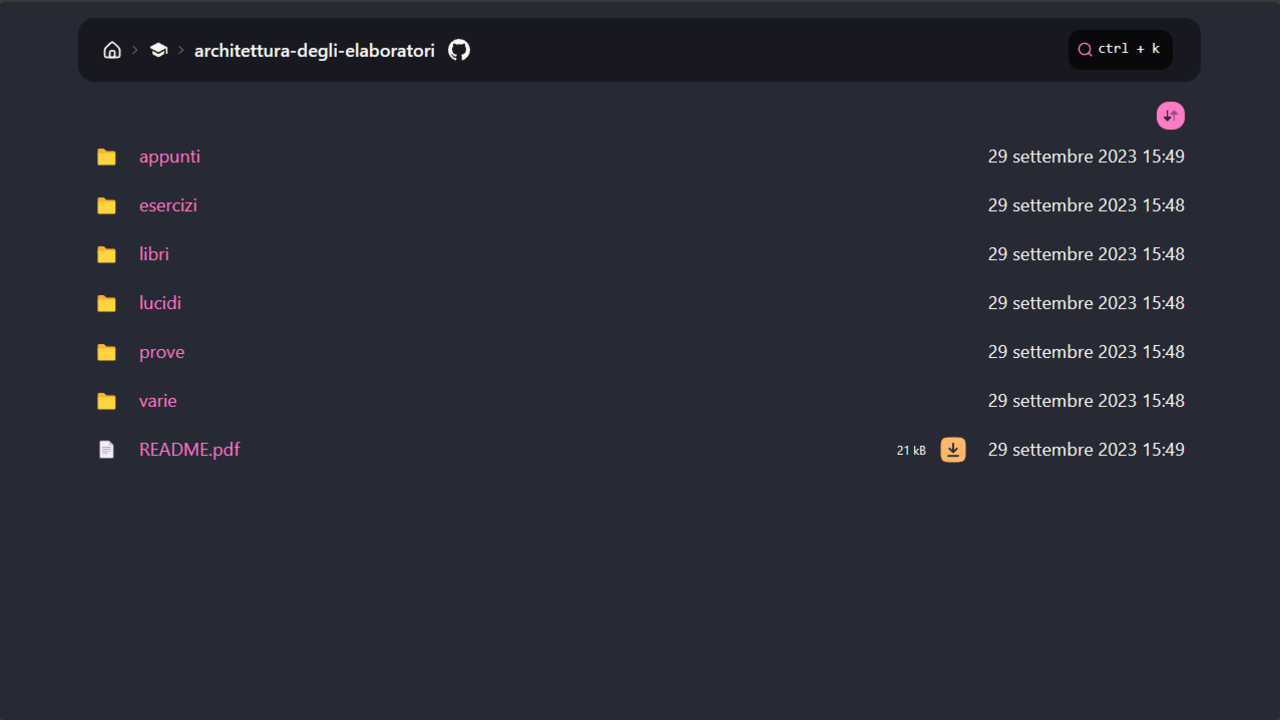 architettura-degli-elaboratori ctrl + k
appunti 29 settembre 2023 15:49
esercizi 29 settembre 2023 15:48
libri 29 settembre 2023 15:48
lucidi 29 settembre 2023 15:48
prove 29 settembre 2023 15:48
varie 29 settembre 2023 15:48
README.pdf 21 kB 29 settembre 2023 15:49